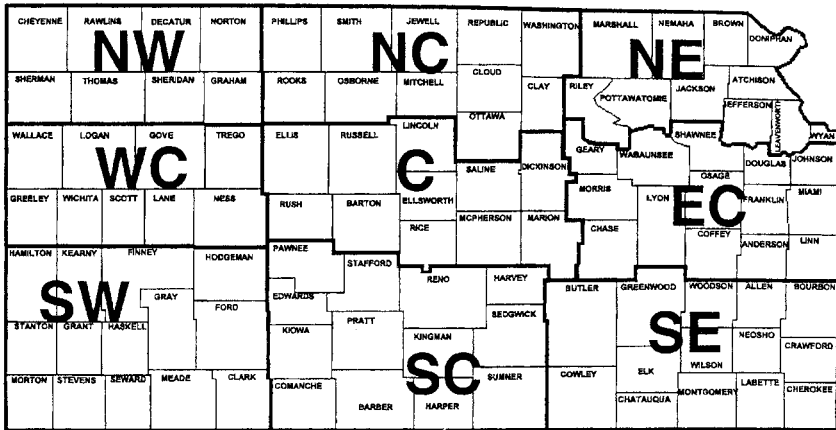 CHEYENNE RAWLINS DECATUR NORTON PHILLIPS SMITH JEWELL REPUBLIC WASHINGTON MARSHALL NEMAHA BROWN DONIPHAN
NW NC NE
SHERMAN THOMAS SHERIDAN GRAHAM ROOKS OSBORNE MITCHELL CLOUD CLAY RILEY POTTAWATOMIE JACKSON ATCHISON JEFFERSON LEAVENWORTH
OTTAWA
WALLACE LOGAN GOVE TREGO ELLIS RUSSELL LINCOLN SHAWNEE WYAN
WC C EC
GEARY WABAUNSEE DOUGLAS JOHNSON
SALINE DICKINSON OSAGE
GREELEY WICHITA SCOTT LANE NESS RUSH BARTON ELLSWORTH MORRIS LYON FRANKLIN MIAMI
RICE MCPHERSON MARION CHASE COFFEY ANDERSON LINN
HAMILTON KEARNY FINNEY HODGEMAN PAWNEE STAFFORD RENO HARVEY BUTLER GREENWOOD WOODSON ALLEN BOURBON
SW SC SE
GRAY FORD EDWARDS SEDGWICK
STANTON GRANT HASKELL KIOWA PRATT KINGMAN NEOSHO CRAWFORD
MORTON STEVENS SEWARD MEADE CLARK COMANCHE SUMNER COWLEY ELK WILSON
BARBER HARPER CHATAUQUA MONTGOMERY LABETTE CHEROKEE